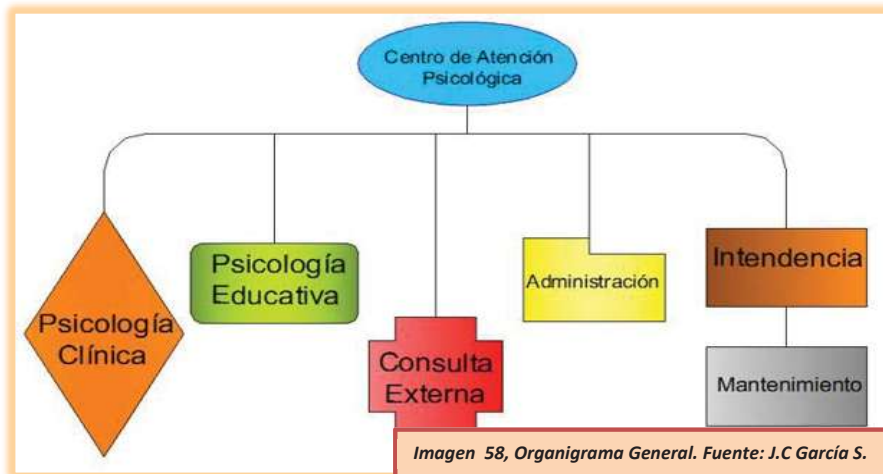 Centro de Atención
Psicológica
Psicología
Clínica
Psicología
Educativa
Consulta
Externa
Administración
Intendencia
Mantenimiento
Imagen 58, Organigrama General. Fuente: J.C García S.